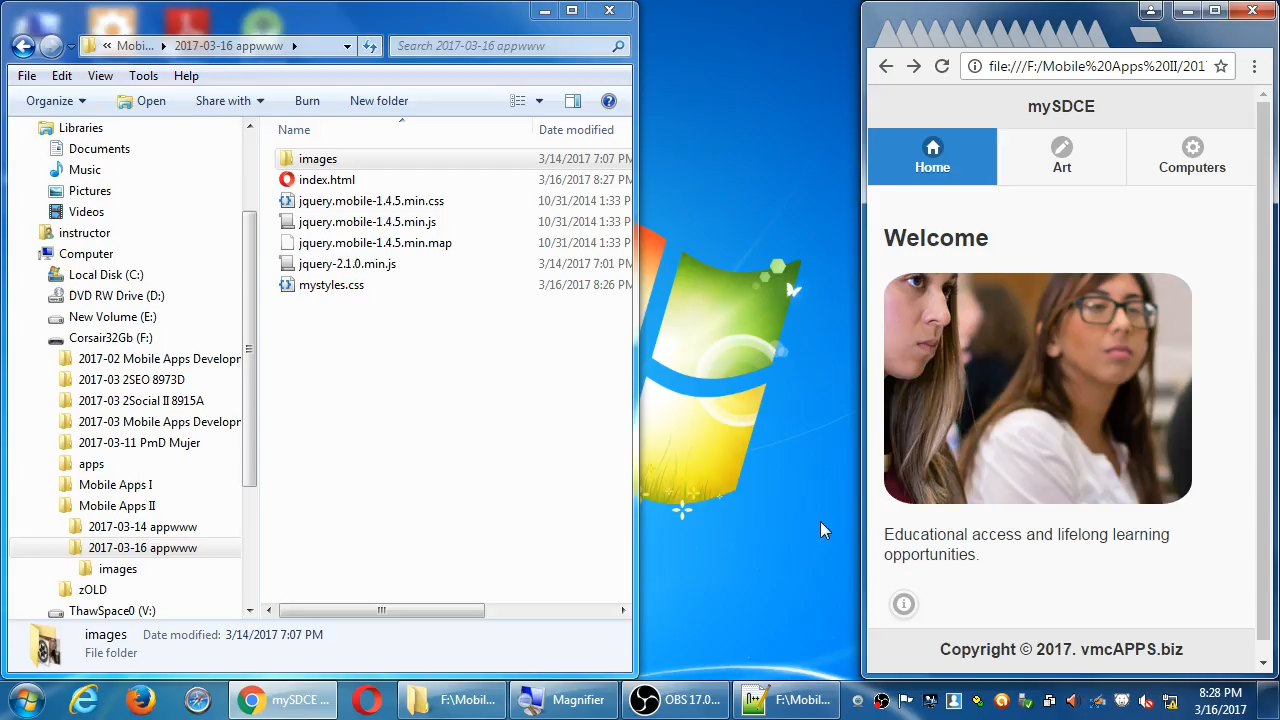 « Mobi... ▸ 2017-03-16 appwww ▸
Search 2017-03-16 appwww
File Edit View Tools Help
Organize Open Share with Burn New folder
Name Date modified
Libraries
Documents
Music
Pictures
Videos
instructor
Computer
Local Disk (C:)
DVD RW Drive (D:)
New Volume (E:)
Corsair32Gb (F:)
2017-02 Mobile Apps Developr
2017-03 2SEO 8973D
2017-03 2Social II 8915A
2017-03 Mobile Apps Developr
2017-03-11 PmD Mujer
apps
Mobile Apps I
Mobile Apps II
2017-03-14 appwww
2017-03-16 appwww
images
zOLD
ThawSpace0 (V:)
images 3/14/2017 7:07 PM
index.html 3/16/2017 8:27 PM
jquery.mobile-1.4.5.min.css 10/31/2014 1:33 P
jquery.mobile-1.4.5.min.js 10/31/2014 1:33 P
jquery.mobile-1.4.5.min.map 10/31/2014 1:33 P
jquery-2.1.0.min.js 3/14/2017 7:01 PM
mystyles.css 3/16/2017 8:26 PM
images Date modified: 3/14/2017 7:07 PM
File folder
file:///F:/Mobile%20Apps%20II/201
mySDCE
Home Art Computers
Welcome
Educational access and lifelong learning
opportunities.
Copyright © 2017. vmcAPPS.biz
mySDCE ... F:\Mobil... Magnifier OBS 17.0.... F:\Mobil...
8:28 PM
3/16/2017